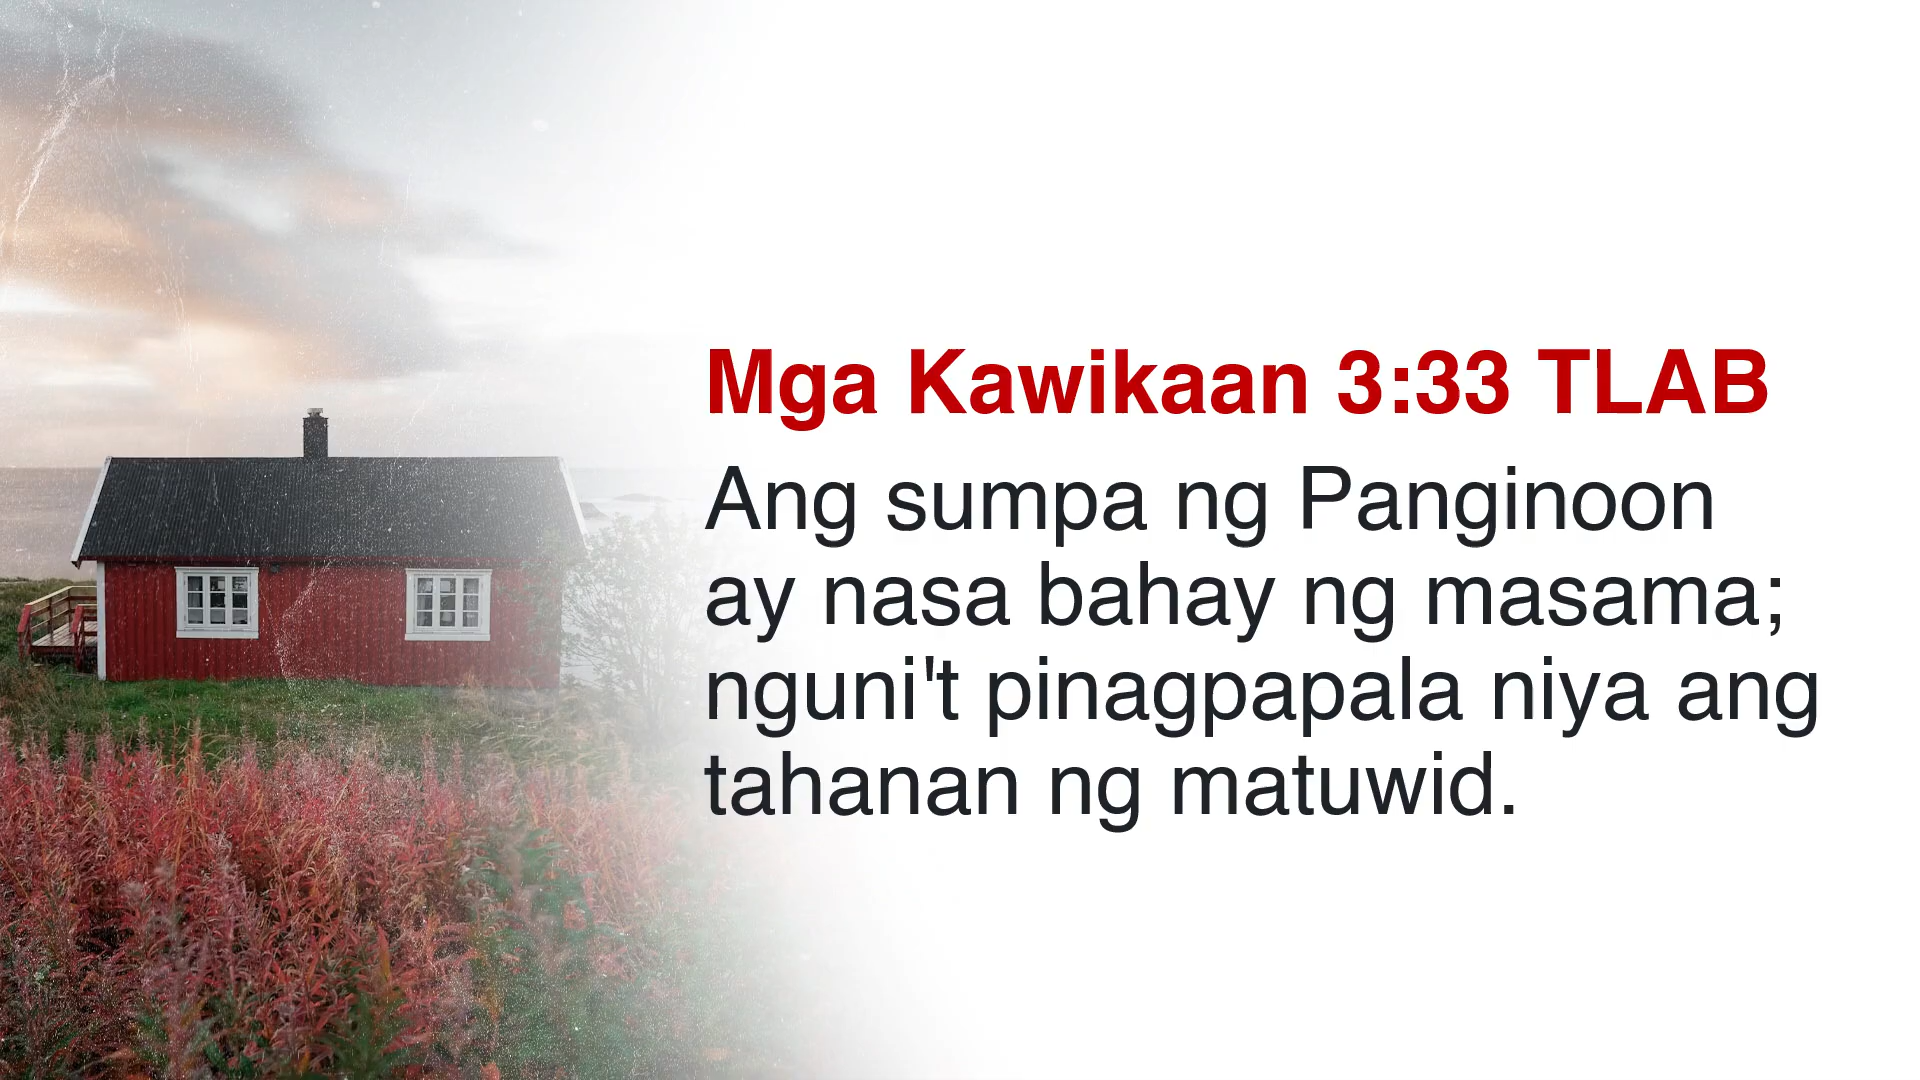 Mga Kawikaan 3:33 TLAB
Ang sumpa ng Panginoon
ay nasa bahay ng masama;
nguni't pinagpapala niya ang
tahanan ng matuwid.